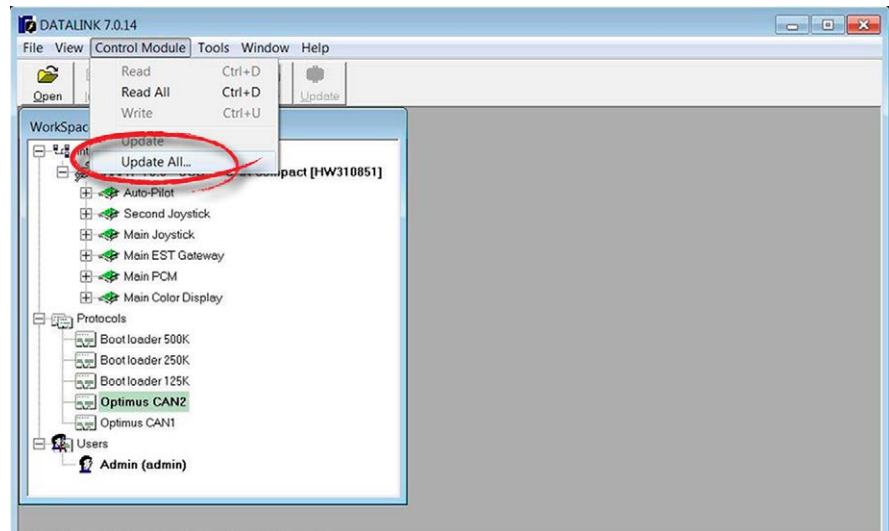 DATALINK 7.0.14
File View Control Module Tools Window Help
Read Ctrl+D
Read All Ctrl+D
Write Ctrl+U
Update
Update All...
Open
Update
WorkSpac
Int
Compact [HW310851]
Auto-Pilot
Second Joystick
Main Joystick
Main EST Gateway
Main PCM
Main Color Display
Protocols
Boot loader 500K
Boot loader 250K
Boot loader 125K
Optimus CAN2
Optimus CAN1
Users
Admin (admin)